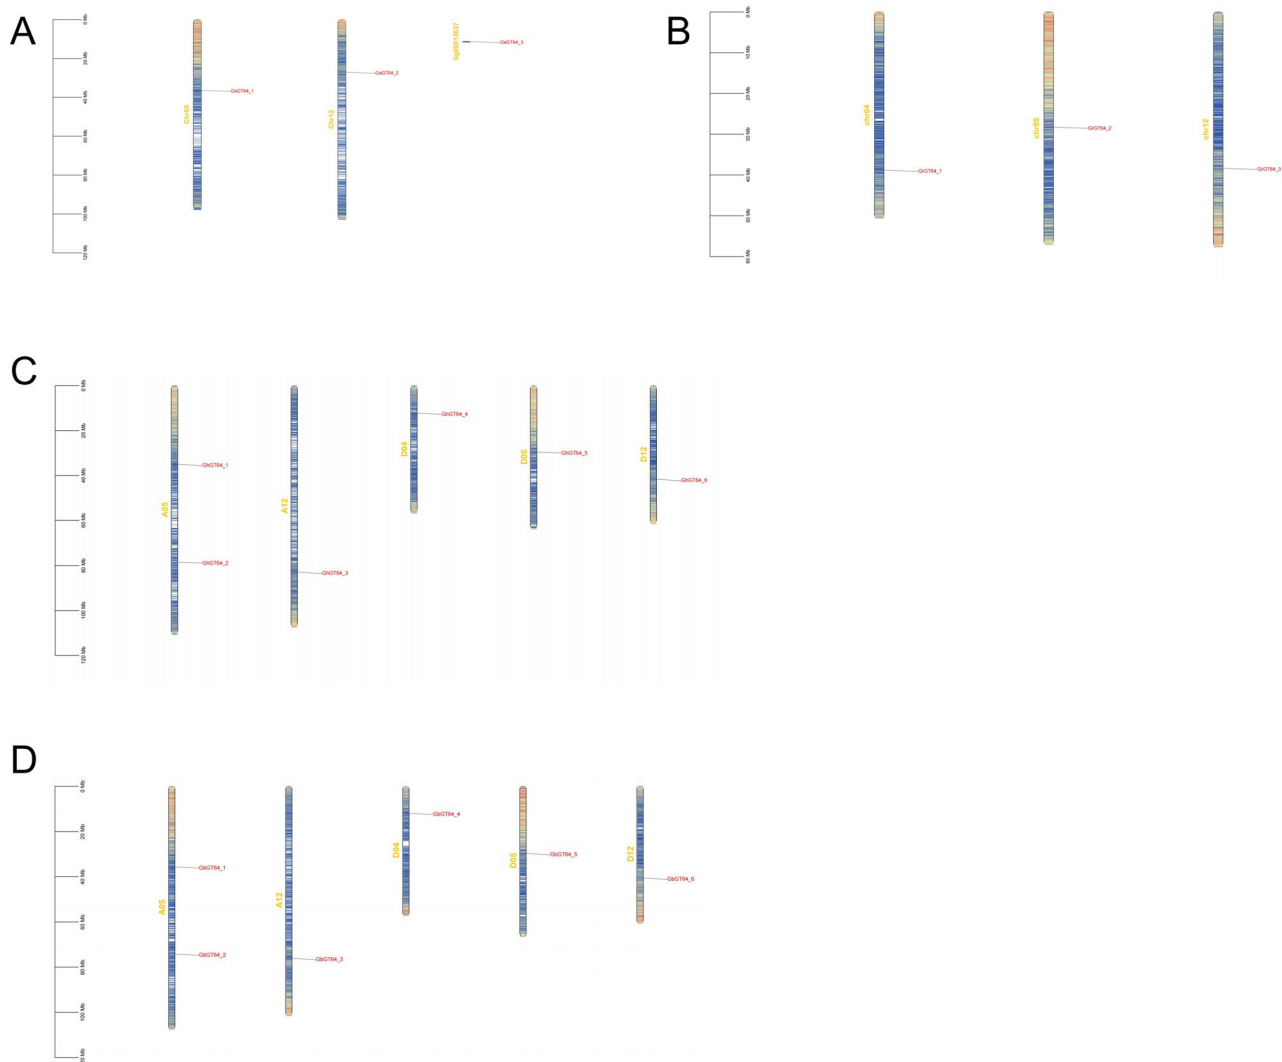 A
0 Mb
20 Mb
40 Mb
60 Mb
80 Mb
100 Mb
120 Mb
Chr05
GaGT64_1
Chr12
GaGT64_2
GaGT64_3
B
0 Mb
10 Mb
20 Mb
30 Mb
40 Mb
50 Mb
60 Mb
chr04
GrGT64_1
chr05
GrGT64_2
chr12
GrGT64_3
C
0 Mb
20 Mb
40 Mb
60 Mb
80 Mb
100 Mb
120 Mb
A05
GhGT64_1
GhGT64_2
A12
GhGT64_3
D04
GhGT64_4
D05
GhGT64_5
D12
GhGT64_6
D
0 Mb
20 Mb
40 Mb
60 Mb
80 Mb
100 Mb
0 Mb
A05
GbGT64_1
GbGT64_2
A12
GbGT64_3
D04
GbGT64_4
D05
GbGT64_5
D12
GbGT64_6